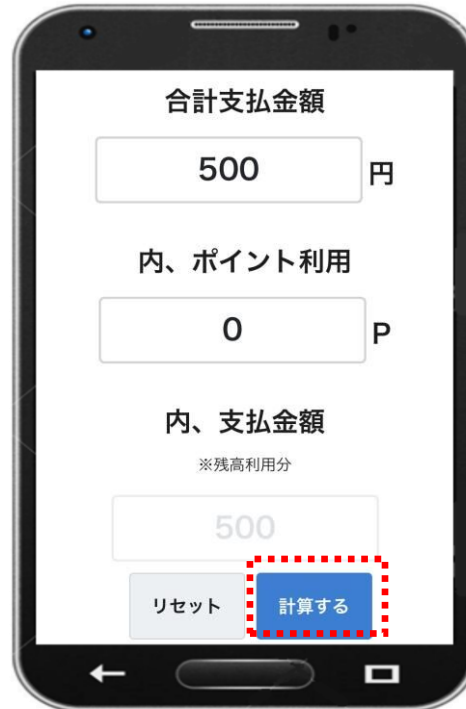 合計支払金額
500 円
内、ポイント利用
0 P
内、支払金額
※残高利用分
500
リセット 計算する